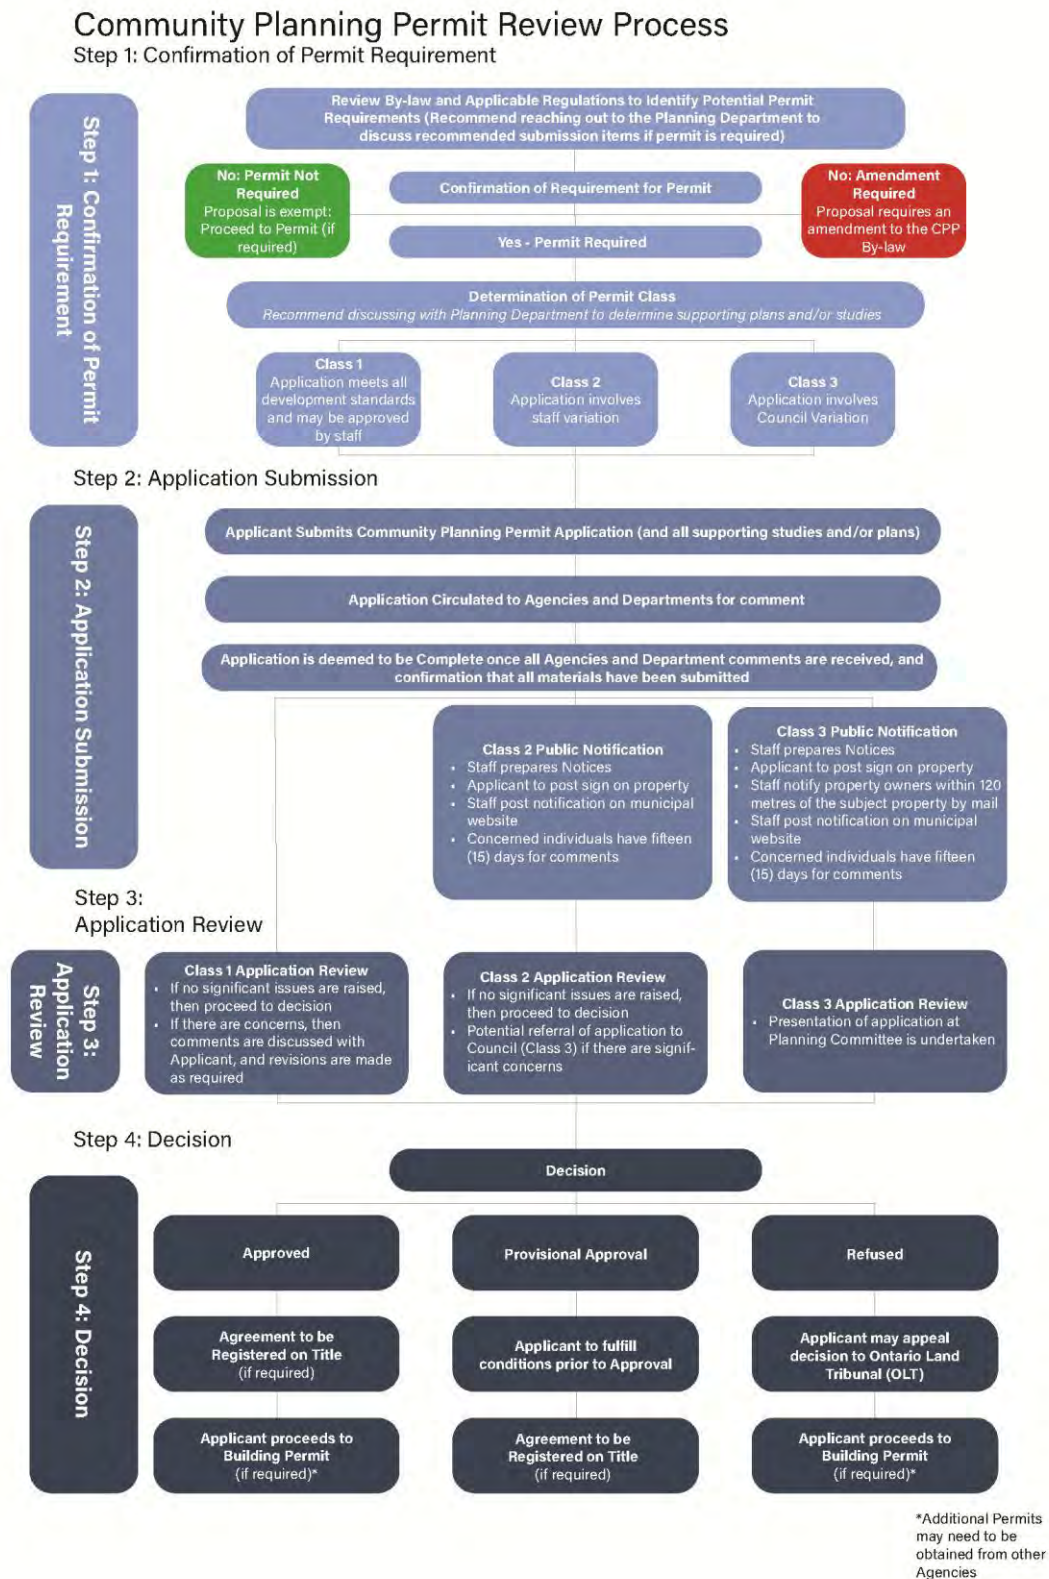 Community Planning Permit Review Process
Step 1: Confirmation of Permit Requirement
Step 1: Confirmation of Permit
Requirement
Review By-law and Applicable Regulations to Identify Potential Permit
Requirements (Recommend reaching out to the Planning Department to
discuss recommended submission items if permit is required)
No: Permit Not
Required
Proposal is exempt:
Proceed to Permit (if
required)
Confirmation of Requirement for Permit
No: Amendment
Required
Proposal requires an
amendment to the CPP
By-law
Yes - Permit Required
Determination of Permit Class
Recommend discussing with Planning Department to determine supporting plans and/or studies
Class 1
Application meets all
development standards
and may be approved
by staff
Class 2
Application involves
staff variation
Class 3
Application involves
Council Variation
Step 2: Application Submission
Step 2: Application Submission
Applicant Submits Community Planning Permit Application (and all supporting studies and/or plans)
Application Circulated to Agencies and Departments for comment
Application is deemed to be Complete once all Agencies and Department comments are received, and
confirmation that all materials have been submitted
Class 2 Public Notification
• Staff prepares Notices
• Applicant to post sign on property
• Staff post notification on municipal
website
• Concerned individuals have fifteen
(15) days for comments
Class 3 Public Notification
• Staff prepares Notices
• Applicant to post sign on property
• Staff notify property owners within 120
metres of the subject property by mail
• Staff post notification on municipal
website
• Concerned individuals have fifteen
(15) days for comments
Step 3:
Application Review
Step 3:
Application
Review
Class 1 Application Review
• If no significant issues are raised,
then proceed to decision
• If there are concerns, then
comments are discussed with
Applicant, and revisions are made
as required
Class 2 Application Review
• If no significant issues are raised,
then proceed to decision
• Potential referral of application to
Council (Class 3) if there are signif-
icant concerns
Class 3 Application Review
• Presentation of application at
Planning Committee is undertaken
Step 4: Decision
Step 4: Decision
Decision
Approved
Provisional Approval
Refused
Agreement to be
Registered on Title
(if required)
Applicant to fulfill
conditions prior to Approval
Applicant may appeal
decision to Ontario Land
Tribunal (OLT)
Applicant proceeds to
Building Permit
(if required)*
Agreement to be
Registered on Title
(if required)
Applicant proceeds to
Building Permit
(if required)*
*Additional Permits
may need to be
obtained from other
Agencies